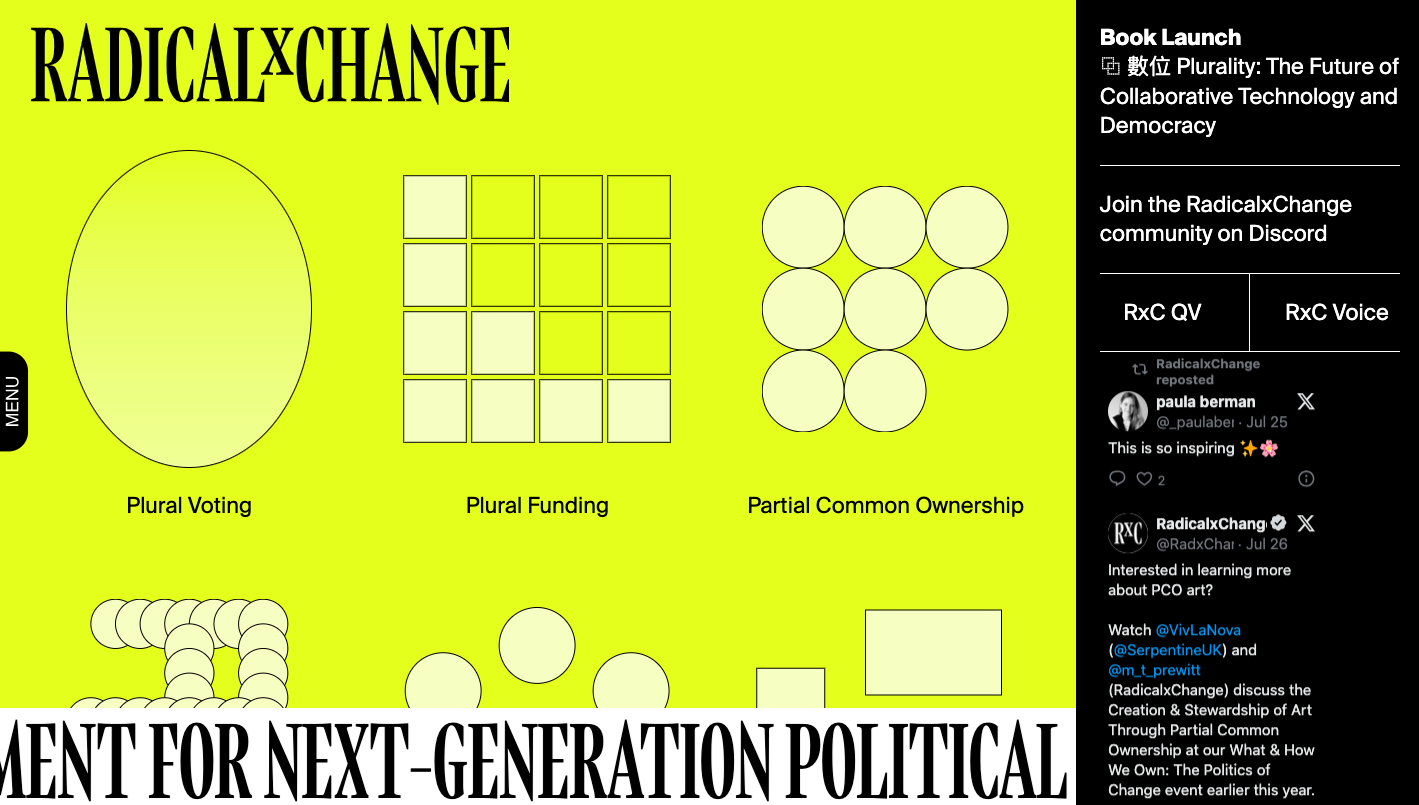 RADICALxCHANGE
Plural Voting
Plural Funding
Partial Common Ownership
MENU
MENT FOR NEXT-GENERATION POLITICAL
Book Launch
⿻ 數位 Plurality: The Future of
Collaborative Technology and
Democracy
Join the RadicalxChange
community on Discord
RxC QV
RxC Voice
RadicalxChange
reposted
paula berman
@_paulaber · Jul 25
This is so inspiring ✨🌸
2
RxC
RadicalxChang
@RadxChar · Jul 26
Interested in learning more
about PCO art?
Watch @VivLaNova
(@SerpentineUK) and
@m_t_prewitt
(RadicalxChange) discuss the
Creation & Stewardship of Art
Through Partial Common
Ownership at our What & How
We Own: The Politics of
Change event earlier this year.